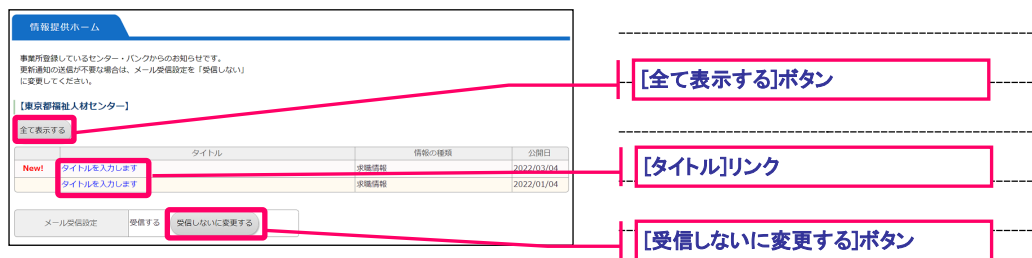 情報提供ホーム
事業所登録しているセンター・バンクからのお知らせです。
更新通知の送信が不要な場合は、メール受信設定を「受信しない」
に変更してください。
【東京都福祉人材センター】
全て表示する
タイトル 情報の種類 公開日
New! タイトルを入力します 求職情報 2022/03/04
タイトルを入力します 求職情報 2022/01/04
メール受信設定 受信する 受信しないに変更する
[全て表示する]ボタン
[タイトル]リンク
[受信しないに変更する]ボタン